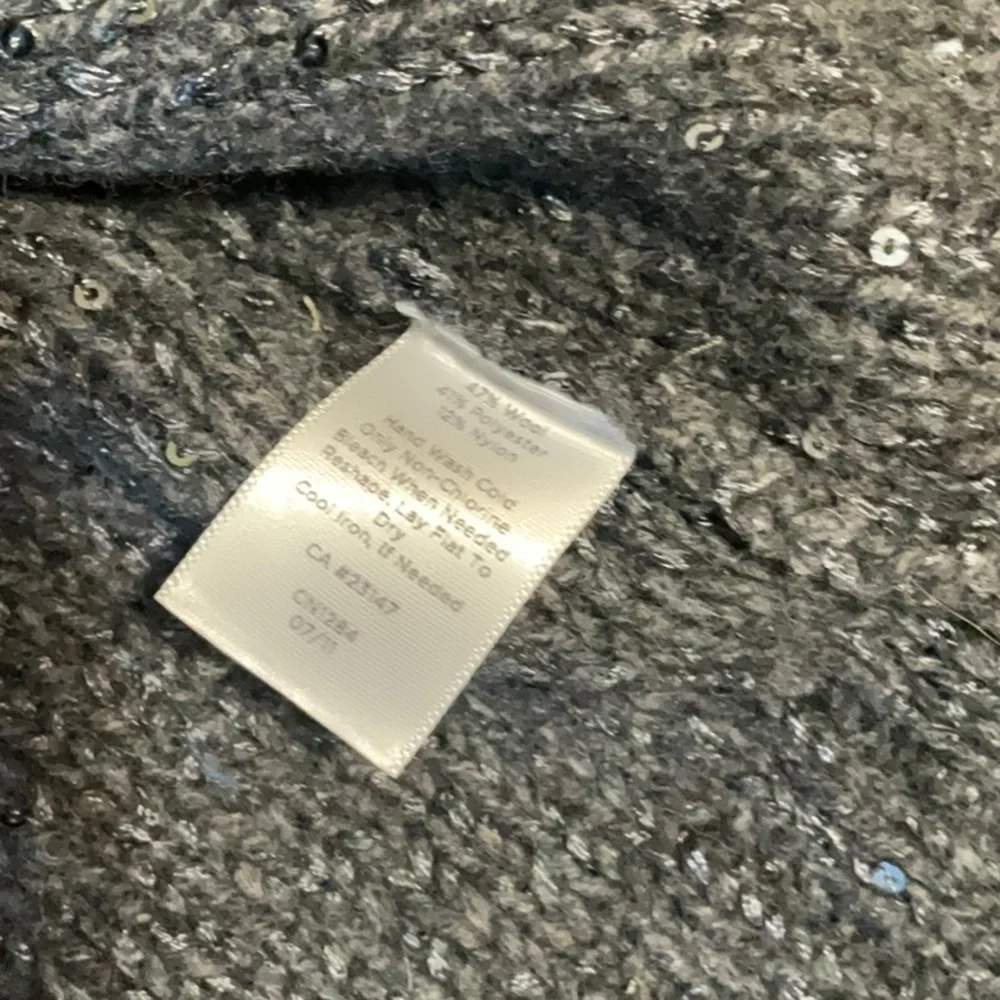 47% Wool
41% Polyester
12% Nylon
Hand Wash Cold
Only Non-Chlorine
Bleach When Needed
Reshape, Lay Flat To
Dry
Cool Iron, If Needed
CA #23147
CN1284
07/11